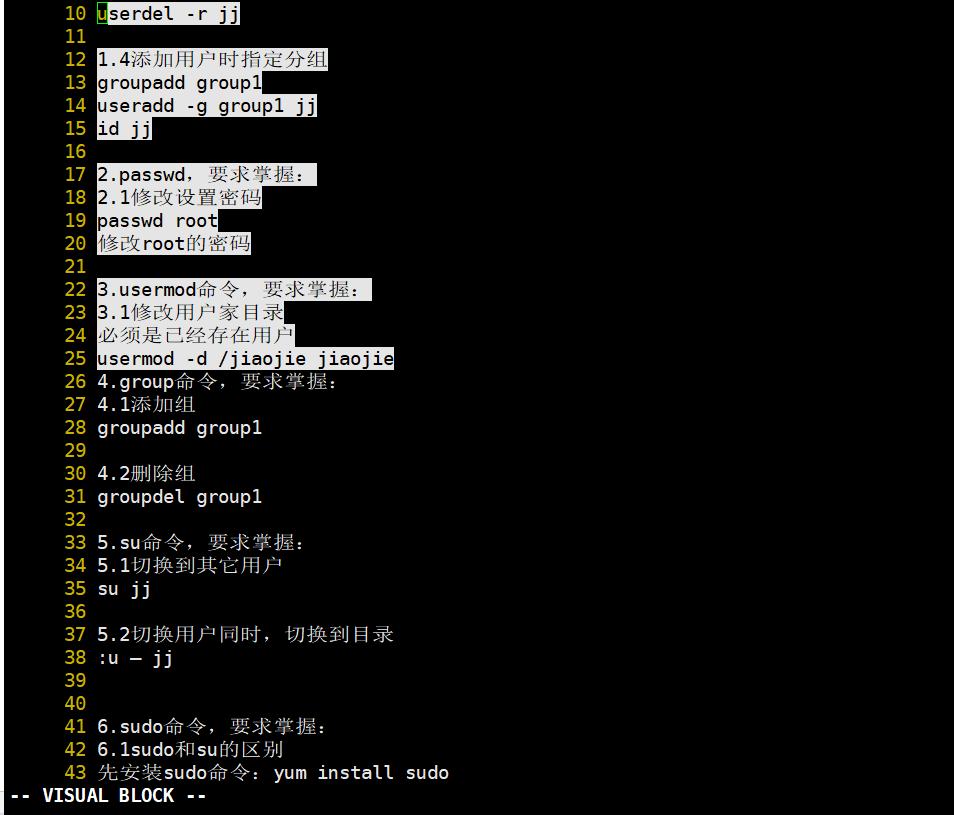 10 userdel -r jj
11
12 1.4添加用户时指定分组
13 groupadd group1
14 useradd -g group1 jj
15 id jj
16
17 2.passwd，要求掌握：
18 2.1修改设置密码
19 passwd root
20 修改root的密码
21
22 3.usermod命令，要求掌握：
23 3.1修改用户家目录
24 必须是已经存在用户
25 usermod -d /jiaojie jiaojie
26 4.group命令，要求掌握：
27 4.1添加组
28 groupadd group1
29
30 4.2删除组
31 groupdel group1
32
33 5.su命令，要求掌握：
34 5.1切换到其它用户
35 su jj
36
37 5.2切换用户同时，切换到目录
38 :u – jj
39
40
41 6.sudo命令，要求掌握：
42 6.1sudo和su的区别
43 先安装sudo命令：yum install sudo
-- VISUAL BLOCK --